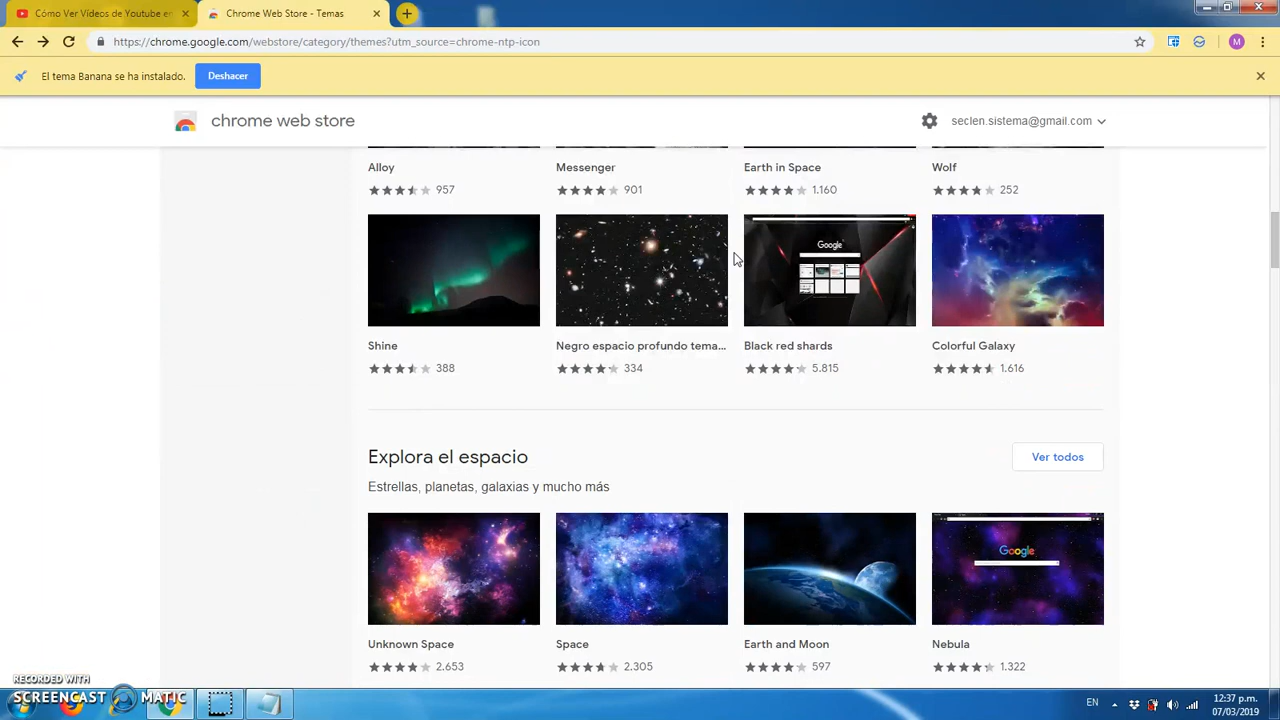 Cómo Ver Vídeos de Youtube en
Chrome Web Store - Temas
https://chrome.google.com/webstore/category/themes?utm_source=chrome-ntp-icon
M
El tema Banana se ha instalado.
Deshacer
chrome web store
seclen.sistema@gmail.com
Alloy
Messenger
Earth in Space
Wolf
957
901
1.160
252
Google
Shine
Negro espacio profundo tema...
Black red shards
Colorful Galaxy
388
334
5.815
1.616
Explora el espacio
Ver todos
Estrellas, planetas, galaxias y mucho más
Google
Unknown Space
Space
Earth and Moon
Nebula
2.653
2.305
597
1.322
RECORDED WITH
SCREENCAST MATIC
EN
12:37 p.m.
07/03/2019